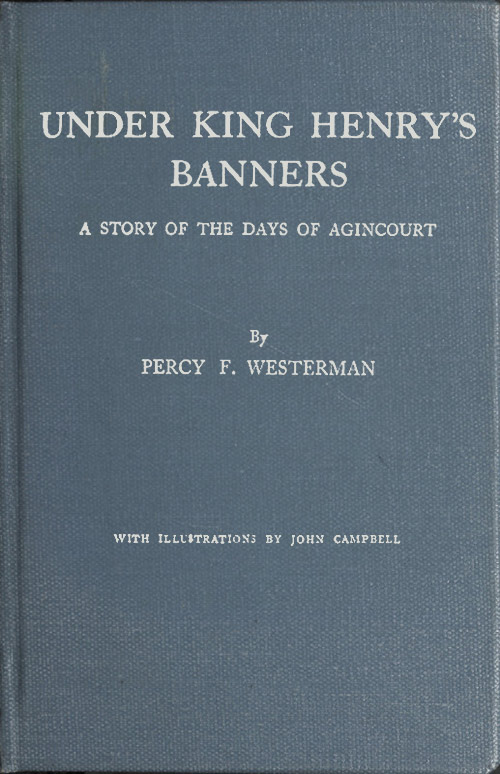 UNDER KING HENRY'S
BANNERS
A STORY OF THE DAYS OF AGINCOURT
By
PERCY F. WESTERMAN
WITH ILLUSTRATIONS BY JOHN CAMPBELL